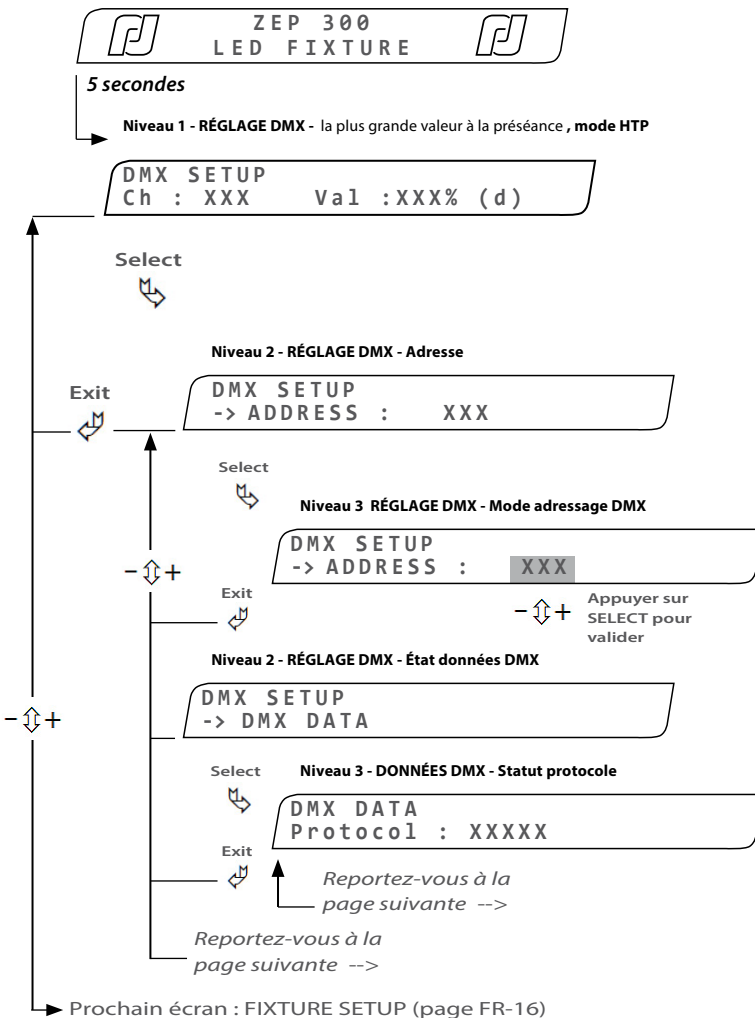 ZEP 300
LED FIXTURE
5 secondes
Niveau 1 - RÉGLAGE DMX - la plus grande valeur à la préséance , mode HTP
DMX SETUP
Ch : XXX Val :XXX% (d)
Select
Niveau 2 - RÉGLAGE DMX - Adresse
Exit
DMX SETUP
-> ADDRESS : XXX
Select
Niveau 3 RÉGLAGE DMX - Mode adressage DMX
DMX SETUP
-> ADDRESS : XXX
- +
Exit
- +
Appuyer sur
SELECT pour
valider
Niveau 2 - RÉGLAGE DMX - État données DMX
DMX SETUP
-> DMX DATA
- +
Select
Niveau 3 - DONNÉES DMX - Statut protocole
DMX DATA
Protocol : XXXXX
Exit
Reportez-vous à la
page suivante -->
Reportez-vous à la
page suivante -->
Prochain écran : FIXTURE SETUP (page FR-16)